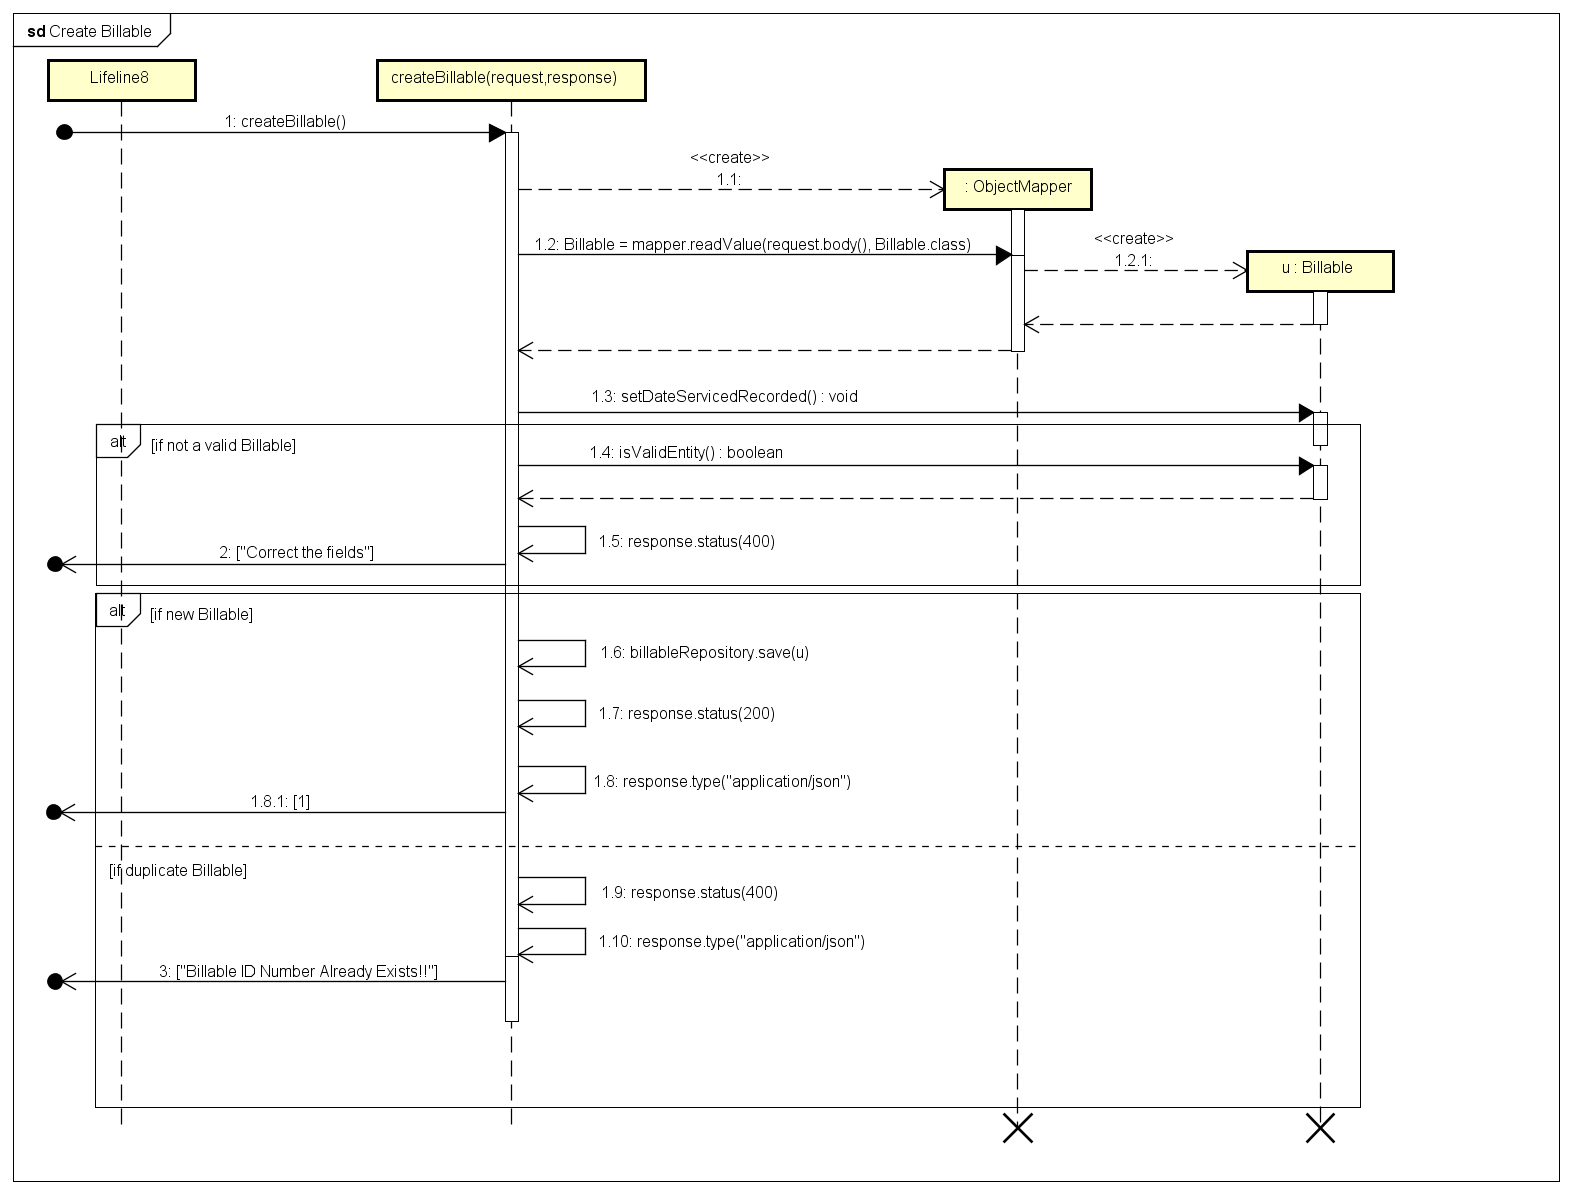 sd Create Billable
Lifeline8
createBillable(request,response)
1: createBillable()
<<create>>
1.1:
: ObjectMapper
1.2: Billable = mapper.readValue(request.body(), Billable.class)
<<create>>
1.2.1:
u : Billable
1.3: setDateServicedRecorded() : void
alt
[if not a valid Billable]
1.4: isValidEntity() : boolean
1.5: response.status(400)
2: ["Correct the fields"]
alt
[if new Billable]
1.6: billableRepository.save(u)
1.7: response.status(200)
1.8: response.type("application/json")
1.8.1: [1]
[if duplicate Billable]
1.9: response.status(400)
1.10: response.type("application/json")
3: ["Billable ID Number Already Exists!!"]